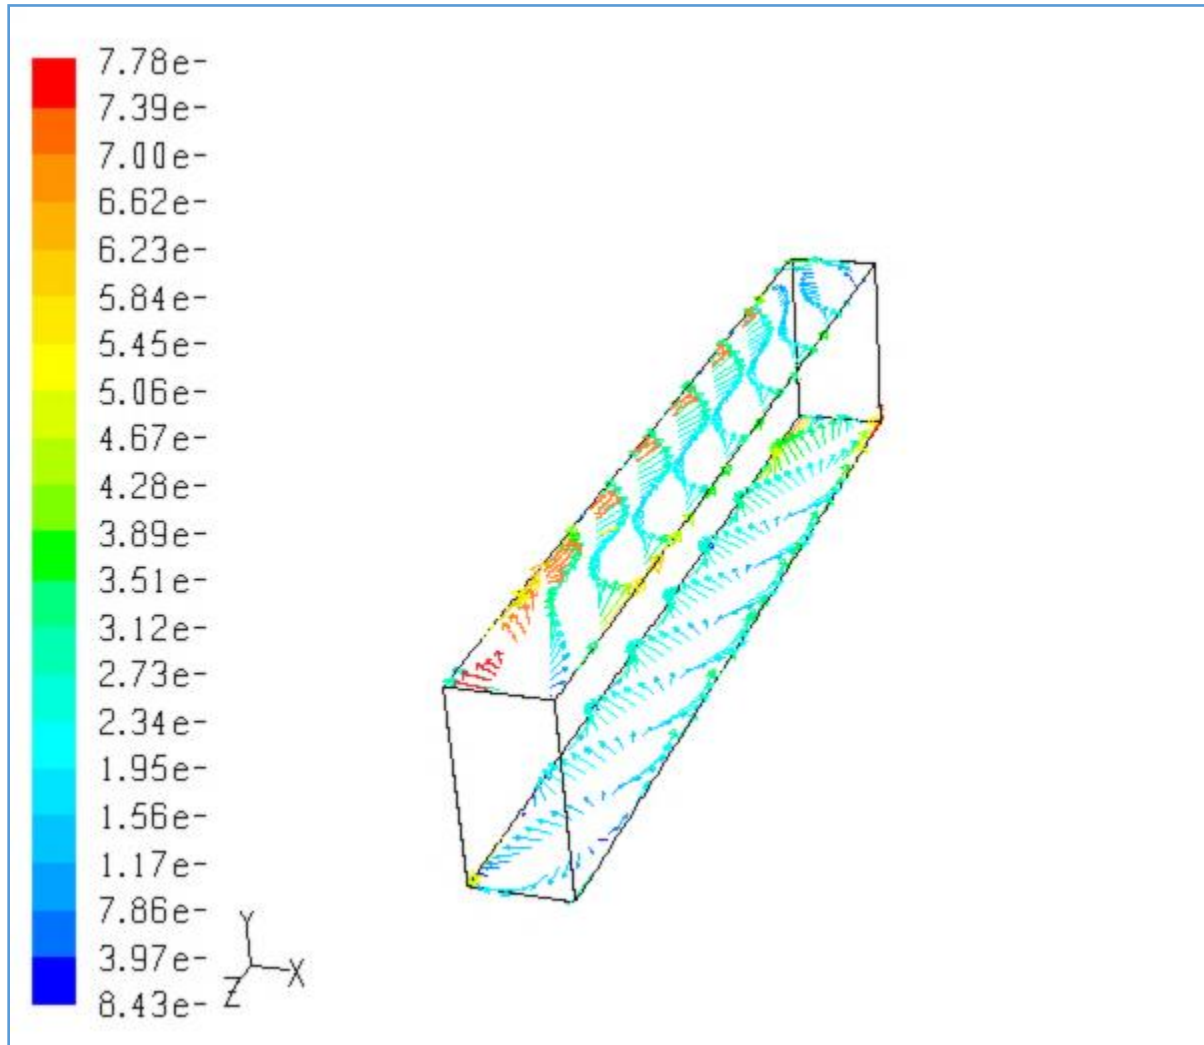 7.78e-
7.39e-
7.00e-
6.62e-
6.23e-
5.84e-
5.45e-
5.06e-
4.67e-
4.28e-
3.89e-
3.51e-
3.12e-
2.73e-
2.34e-
1.95e-
1.56e-
1.17e-
7.86e-
3.97e-
8.43e-
Y
X
Z